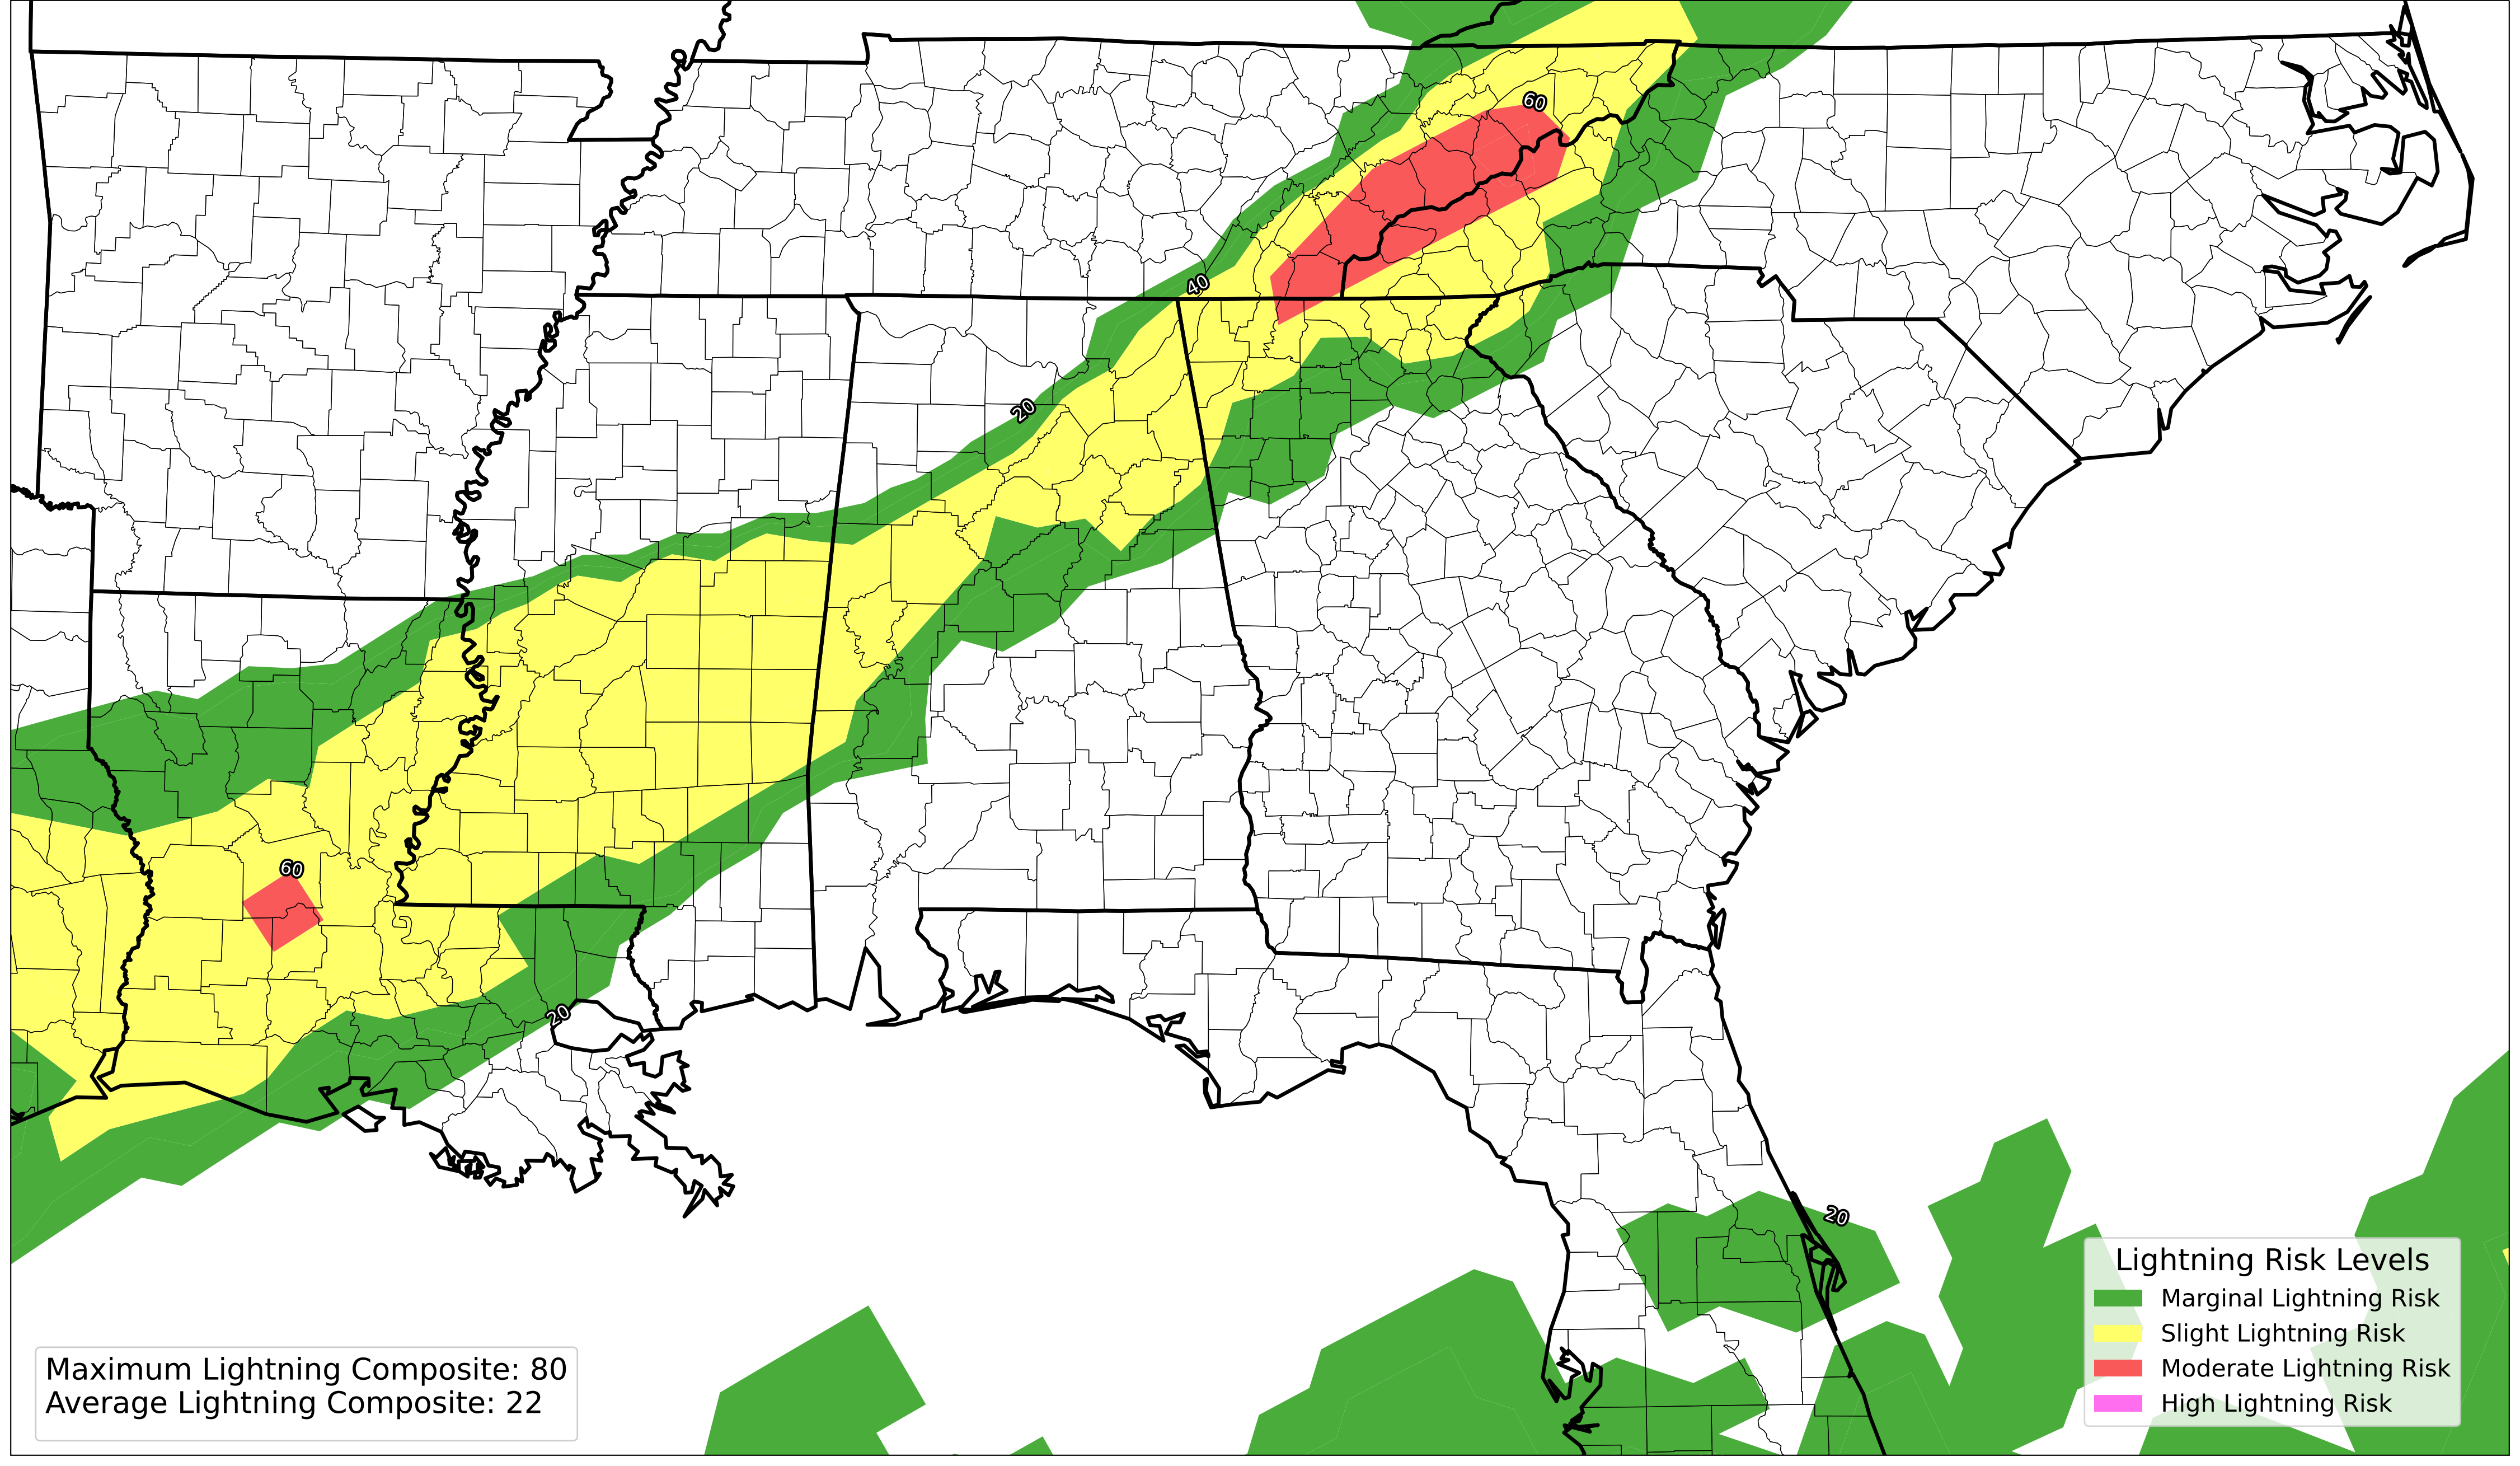 60
40
20
60
20
20
Lightning Risk Levels
Marginal Lightning Risk
Slight Lightning Risk
Moderate Lightning Risk
High Lightning Risk
Maximum Lightning Composite: 80
Average Lightning Composite: 22